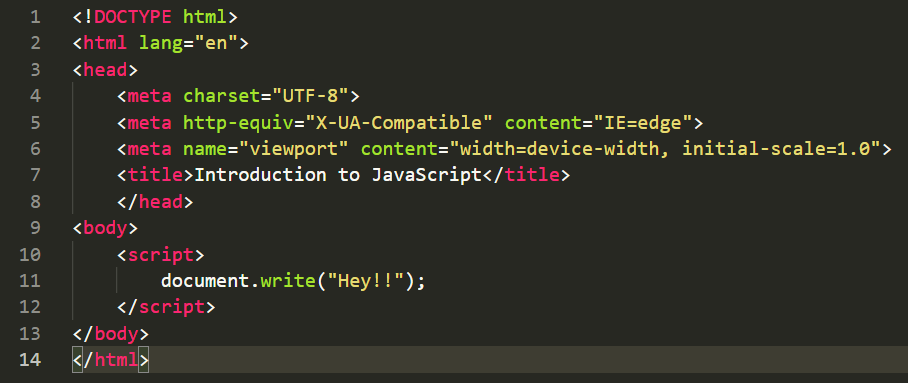 1 <!DOCTYPE html>
2 <html lang="en">
3 <head>
4     <meta charset="UTF-8">
5     <meta http-equiv="X-UA-Compatible" content="IE=edge">
6     <meta name="viewport" content="width=device-width, initial-scale=1.0">
7     <title>Introduction to JavaScript</title>
8     </head>
9 <body>
10     <script>
11         document.write("Hey!!");
12     </script>
13 </body>
14 </html>